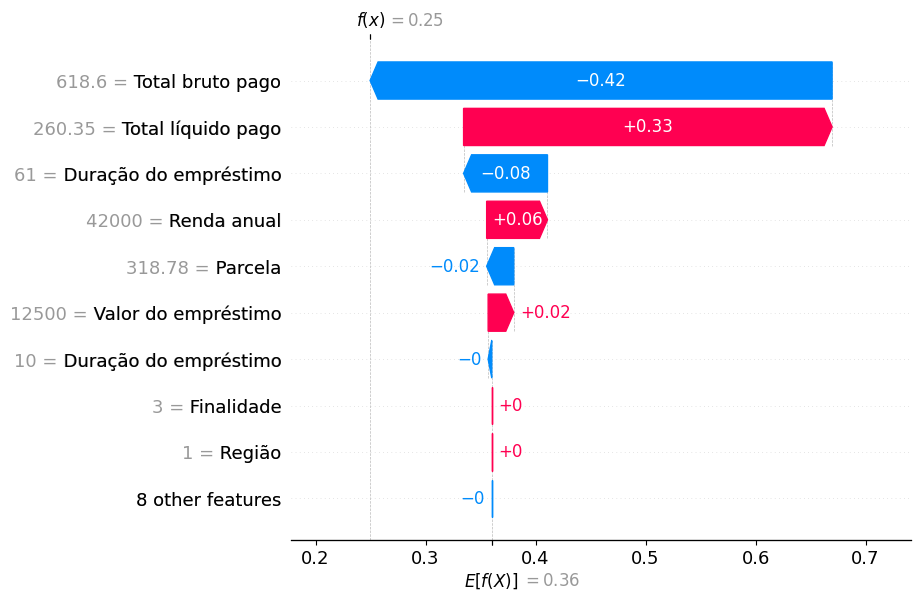 f(x) = 0.25
618.6 = Total bruto pago −0.42
260.35 = Total líquido pago +0.33
61 = Duração do empréstimo −0.08
42000 = Renda anual +0.06
318.78 = Parcela −0.02
12500 = Valor do empréstimo +0.02
10 = Duração do empréstimo −0
3 = Finalidade +0
1 = Região +0
8 other features −0
0.2 0.3 0.4 0.5 0.6 0.7
E[f(X)] = 0.36